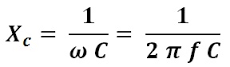 X_c = 1 / (ω C) = 1 / (2 π f C)